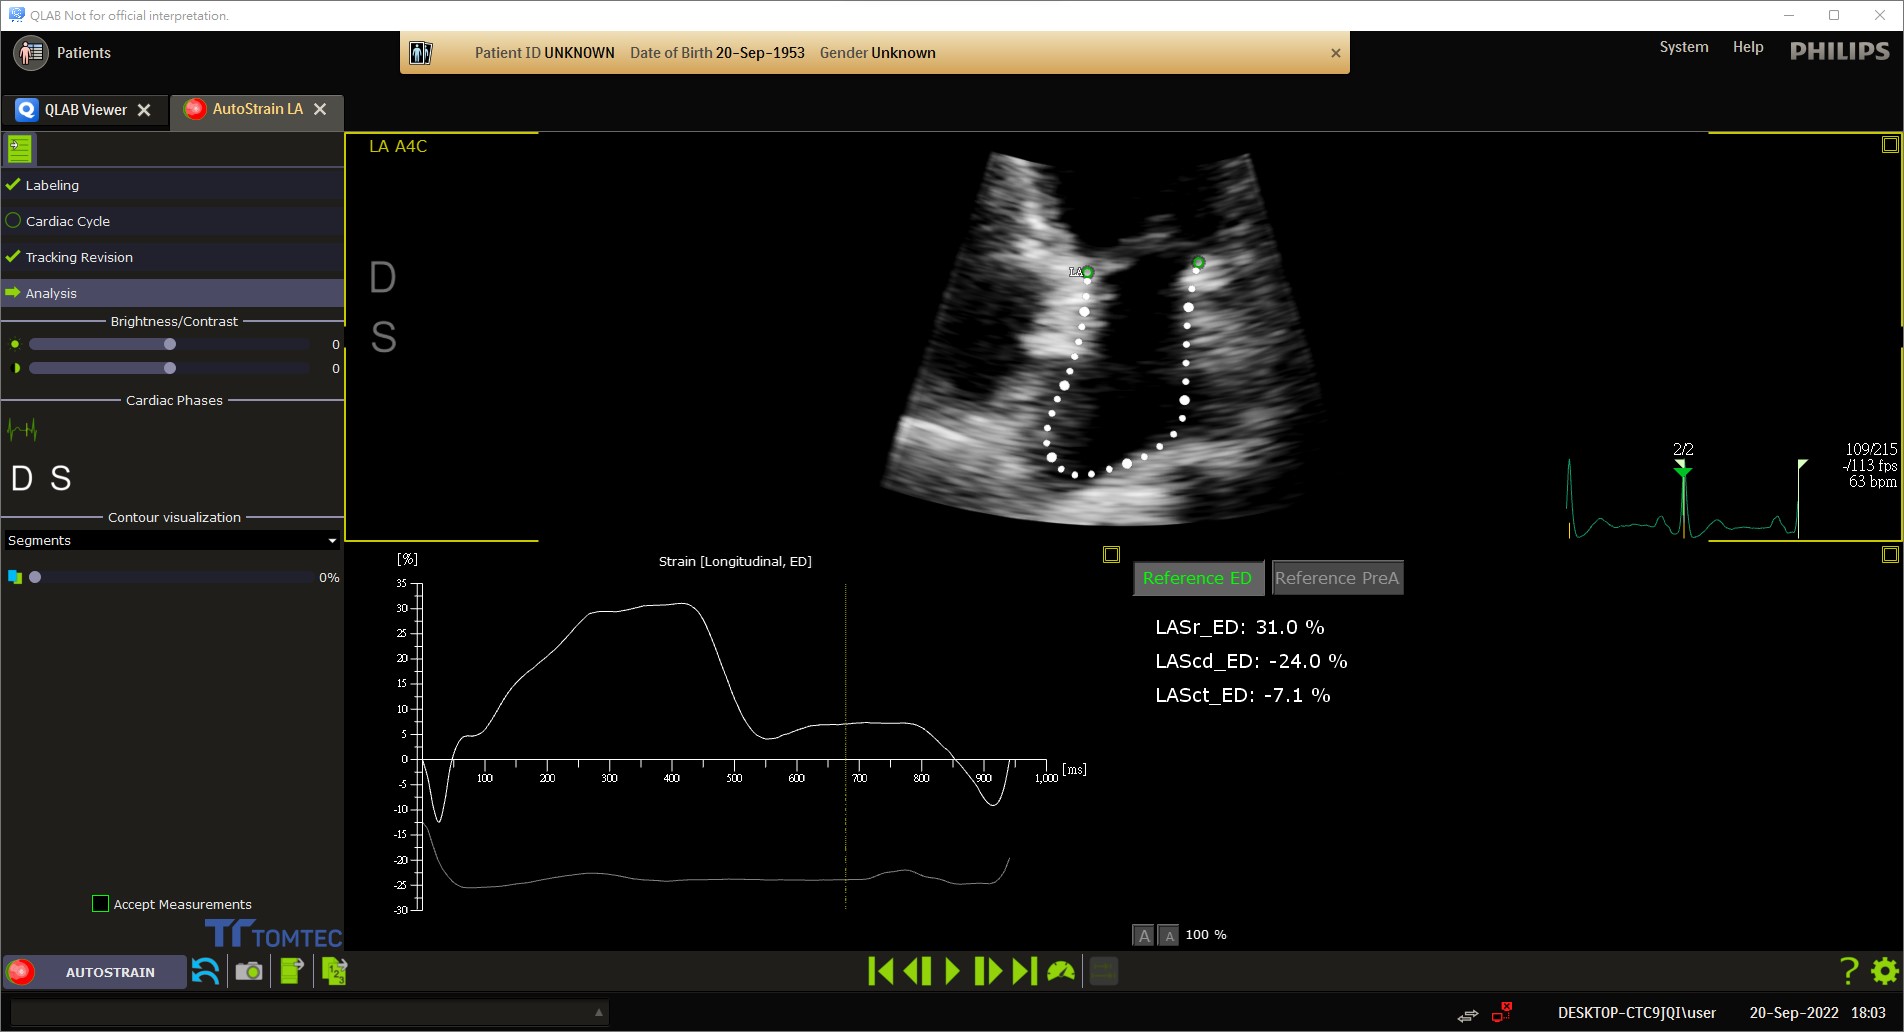 QLAB Not for official interpretation.
Patients
Patient ID UNKNOWN Date of Birth 20-Sep-1953 Gender Unknown
System Help PHILIPS
QLAB Viewer
AutoStrain LA
Labeling
Cardiac Cycle
Tracking Revision
Analysis
Brightness/Contrast
0
0
Cardiac Phases
D S
Contour visualization
Segments
0%
Accept Measurements
TOMTEC
LA A4C
D
S
LA
2/2
109/215
-/113 fps
63 bpm
[%]
Strain [Longitudinal, ED]
35
30
25
20
15
10
5
0
-5
-10
-15
-20
-25
-30
100 200 300 400 500 600 700 800 900 1,000 [ms]
Reference ED Reference PreA
LASr_ED: 31.0 %
LAScd_ED: -24.0 %
LASct_ED: -7.1 %
A A 100 %
AUTOSTRAIN
1 2 3
?
DESKTOP-CTC9JQI\user 20-Sep-2022 18:03